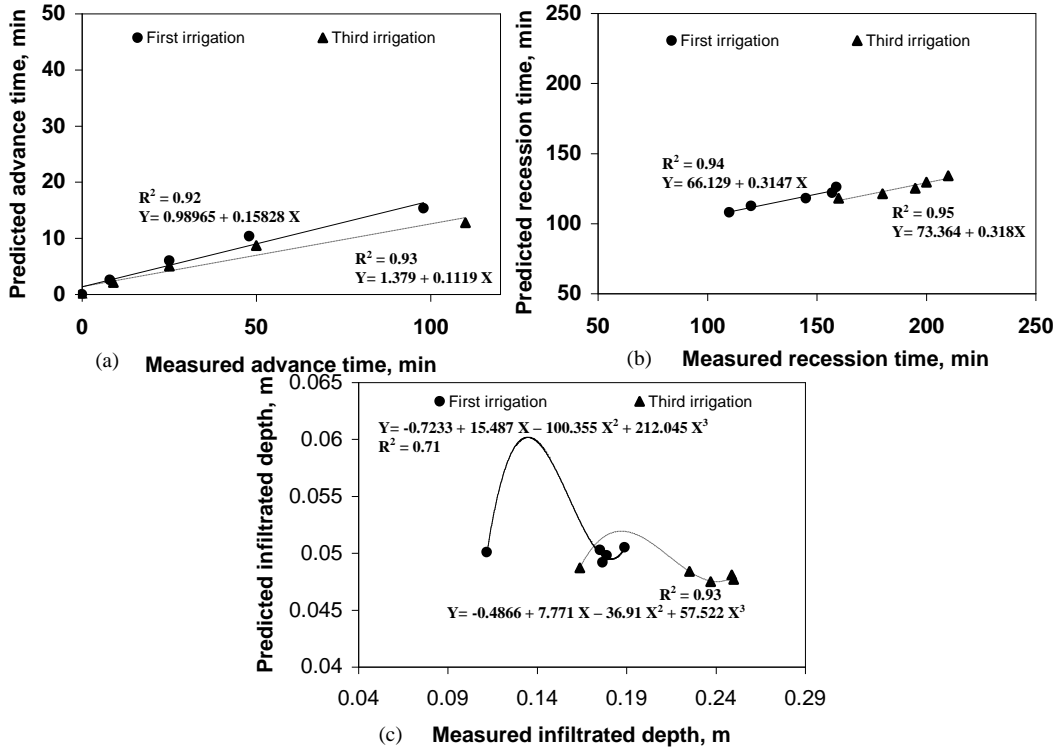 Predicted advance time, min
50
40
30
20
10
0
First irrigation
Third irrigation
R² = 0.92
Y= 0.98965 + 0.15828 X
R² = 0.93
Y= 1.379 + 0.1119 X
0
50
100
(a)
Measured advance time, min
Predicted recession time, min
250
200
150
100
50
First irrigation
Third irrigation
R² = 0.94
Y= 66.129 + 0.3147 X
R² = 0.95
Y= 73.364 + 0.318X
50
100
150
200
250
(b)
Measured recession time, min
Predicted infiltrated depth, m
0.065
0.06
0.055
0.05
0.045
0.04
First irrigation
Third irrigation
Y= -0.7233 + 15.487 X – 100.355 X² + 212.045 X³
R² = 0.71
R² = 0.93
Y= -0.4866 + 7.771 X – 36.91 X² + 57.522 X³
0.04
0.09
0.14
0.19
0.24
0.29
(c)
Measured infiltrated depth, m